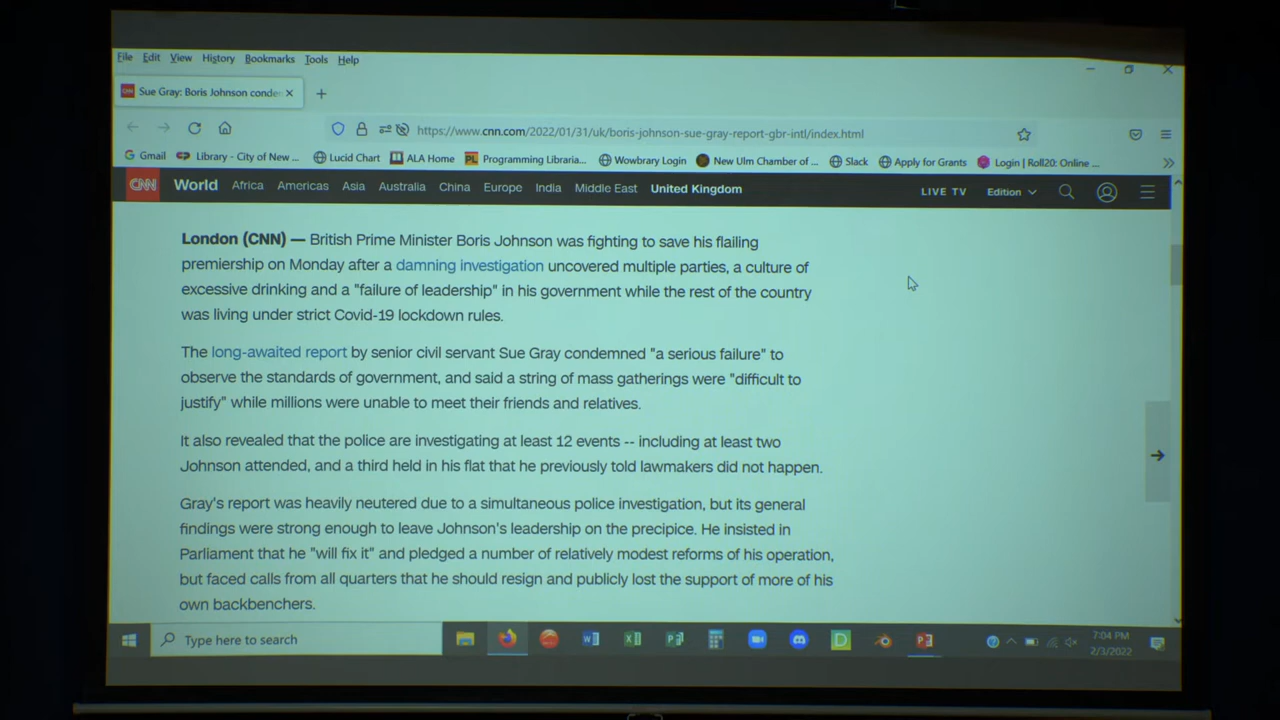 File Edit View History Bookmarks Tools Help
CNN Sue Gray: Boris Johnson conde
https://www.cnn.com/2022/01/31/uk/boris-johnson-sue-gray-report-gbr-intl/index.html
Gmail Library - City of New ... Lucid Chart ALA Home PL Programming Libraria... Wowbrary Login New Ulm Chamber of ... Slack Apply for Grants Login | Roll20: Online ...
CNN World Africa Americas Asia Australia China Europe India Middle East United Kingdom LIVE TV Edition
London (CNN) — British Prime Minister Boris Johnson was fighting to save his flailing
premiership on Monday after a damning investigation uncovered multiple parties, a culture of
excessive drinking and a "failure of leadership" in his government while the rest of the country
was living under strict Covid-19 lockdown rules.
The long-awaited report by senior civil servant Sue Gray condemned "a serious failure" to
observe the standards of government, and said a string of mass gatherings were "difficult to
justify" while millions were unable to meet their friends and relatives.
It also revealed that the police are investigating at least 12 events -- including at least two
Johnson attended, and a third held in his flat that he previously told lawmakers did not happen.
Gray's report was heavily neutered due to a simultaneous police investigation, but its general
findings were strong enough to leave Johnson's leadership on the precipice. He insisted in
Parliament that he "will fix it" and pledged a number of relatively modest reforms of his operation,
but faced calls from all quarters that he should resign and publicly lost the support of more of his
own backbenchers.
Type here to search
7:04 PM
2/3/2022